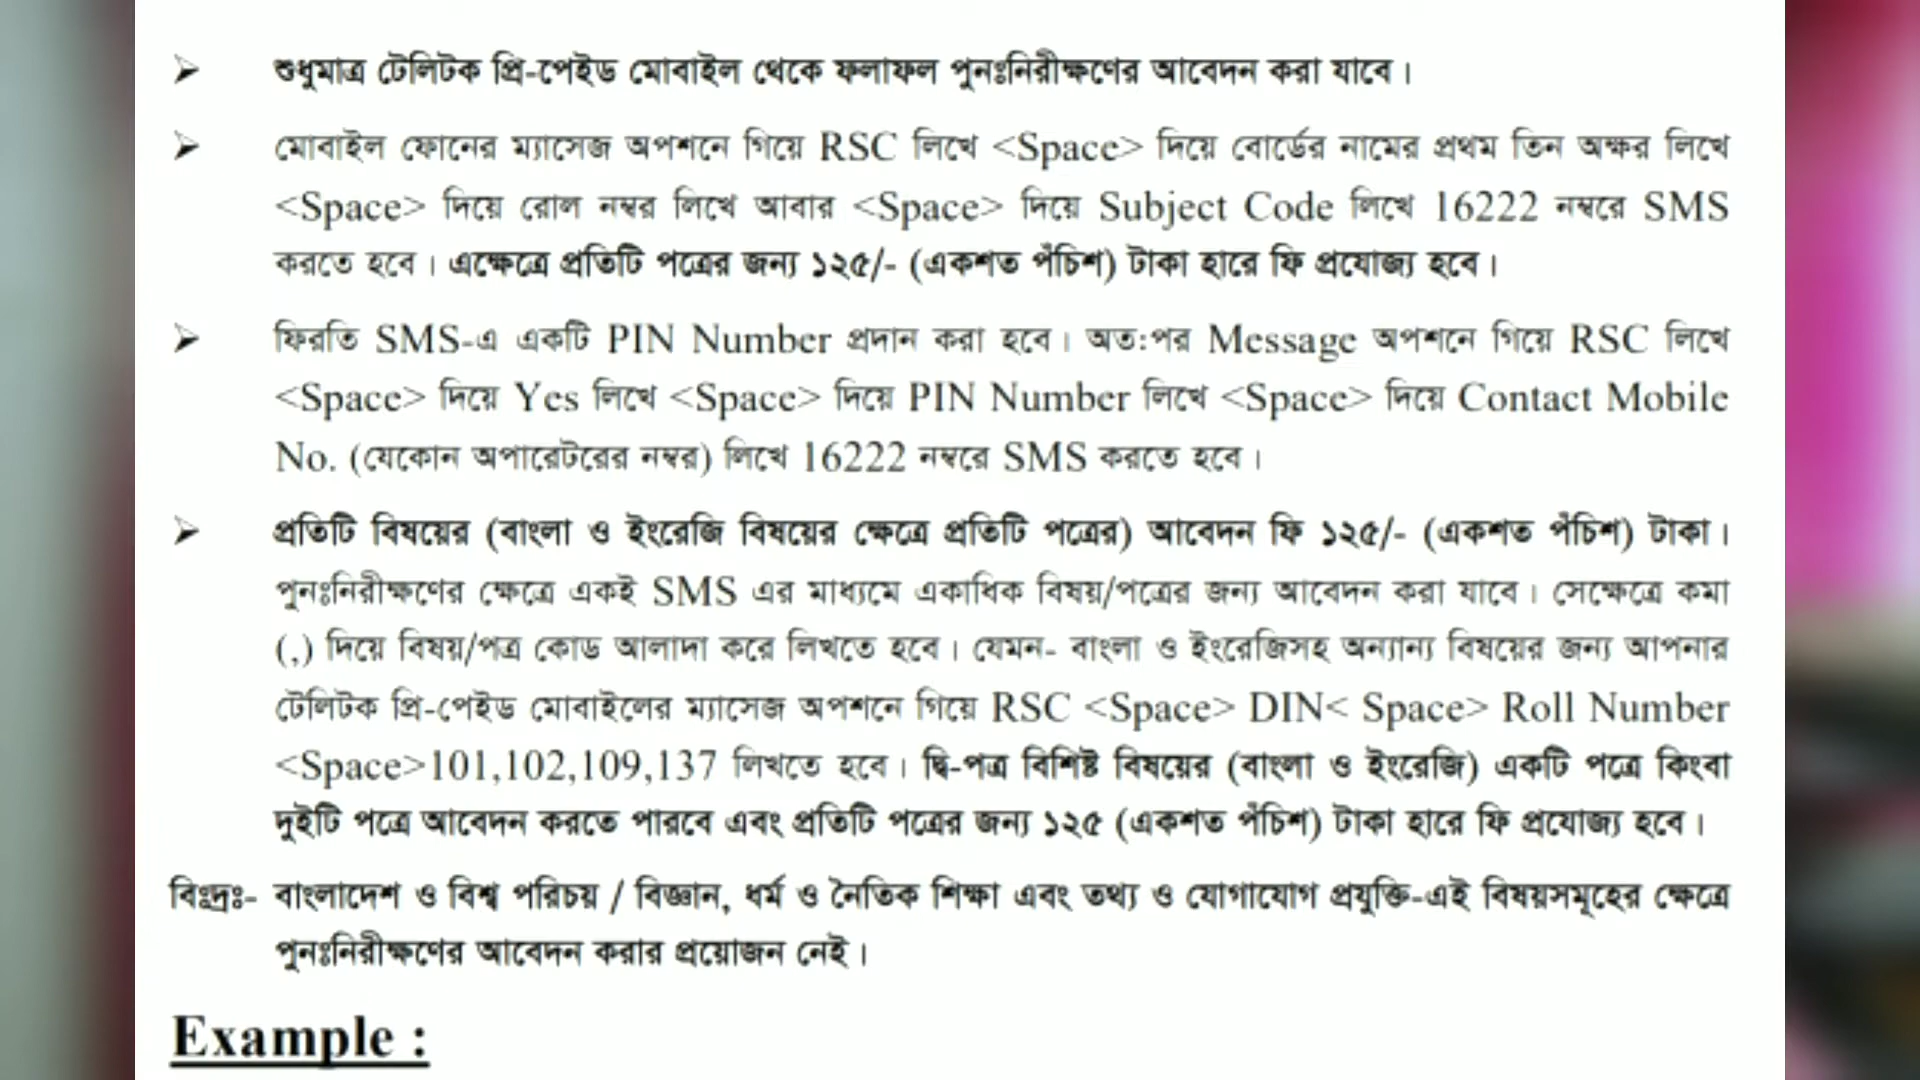 ➢ শুধুমাত্র টেলিটক প্রি-পেইড মোবাইল থেকে ফলাফল পুনঃনিরীক্ষণের আবেদন করা যাবে।
➢ মোবাইল ফোনের ম্যাসেজ অপশনে গিয়ে RSC লিখে <Space> দিয়ে বোর্ডের নামের প্রথম তিন অক্ষর লিখে
<Space> দিয়ে রোল নম্বর লিখে আবার <Space> দিয়ে Subject Code লিখে 16222 নম্বরে SMS
করতে হবে। এক্ষেত্রে প্রতিটি পত্রের জন্য ১২৫/- (একশত পঁচিশ) টাকা হারে ফি প্রযোজ্য হবে।
➢ ফিরতি SMS-এ একটি PIN Number প্রদান করা হবে। অত:পর Message অপশনে গিয়ে RSC লিখে
<Space> দিয়ে Yes লিখে <Space> দিয়ে PIN Number লিখে <Space> দিয়ে Contact Mobile
No. (যেকোন অপারেটরের নম্বর) লিখে 16222 নম্বরে SMS করতে হবে।
➢ প্রতিটি বিষয়ের (বাংলা ও ইংরেজি বিষয়ের ক্ষেত্রে প্রতিটি পত্রের) আবেদন ফি ১২৫/- (একশত পঁচিশ) টাকা।
পুনঃনিরীক্ষণের ক্ষেত্রে একই SMS এর মাধ্যমে একাধিক বিষয়/পত্রের জন্য আবেদন করা যাবে। সেক্ষেত্রে কমা
(,) দিয়ে বিষয়/পত্র কোড আলাদা করে লিখতে হবে। যেমন- বাংলা ও ইংরেজিসহ অন্যান্য বিষয়ের জন্য আপনার
টেলিটক প্রি-পেইড মোবাইলের ম্যাসেজ অপশনে গিয়ে RSC <Space> DIN< Space> Roll Number
<Space>101,102,109,137 লিখতে হবে। দ্বি-পত্র বিশিষ্ট বিষয়ের (বাংলা ও ইংরেজি) একটি পত্রে কিংবা
দুইটি পত্রে আবেদন করতে পারবে এবং প্রতিটি পত্রের জন্য ১২৫ (একশত পঁচিশ) টাকা হারে ফি প্রযোজ্য হবে।
বিঃদ্রঃ- বাংলাদেশ ও বিশ্ব পরিচয় / বিজ্ঞান, ধর্ম ও নৈতিক শিক্ষা এবং তথ্য ও যোগাযোগ প্রযুক্তি-এই বিষয়সমূহের ক্ষেত্রে
পুনঃনিরীক্ষণের আবেদন করার প্রয়োজন নেই।
Example :